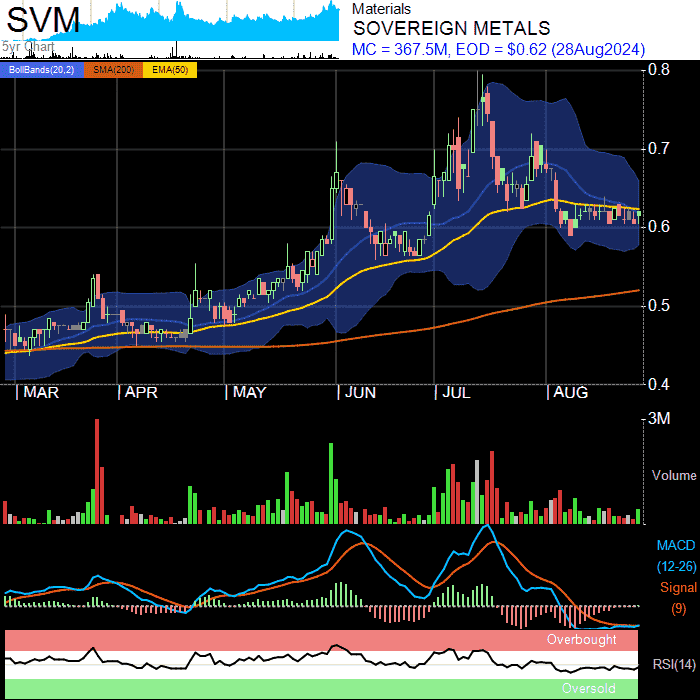 SVM
5yr Chart
Materials
SOVEREIGN METALS
MC = 367.5M, EOD = $0.62 (28Aug2024)
BollBands(20,2) SMA(200) EMA(50)
0.8
0.7
0.6
0.5
0.4
MAR APR MAY JUN JUL AUG
3M
Volume
MACD
(12-26)
Signal
(9)
Overbought
RSI(14)
Oversold